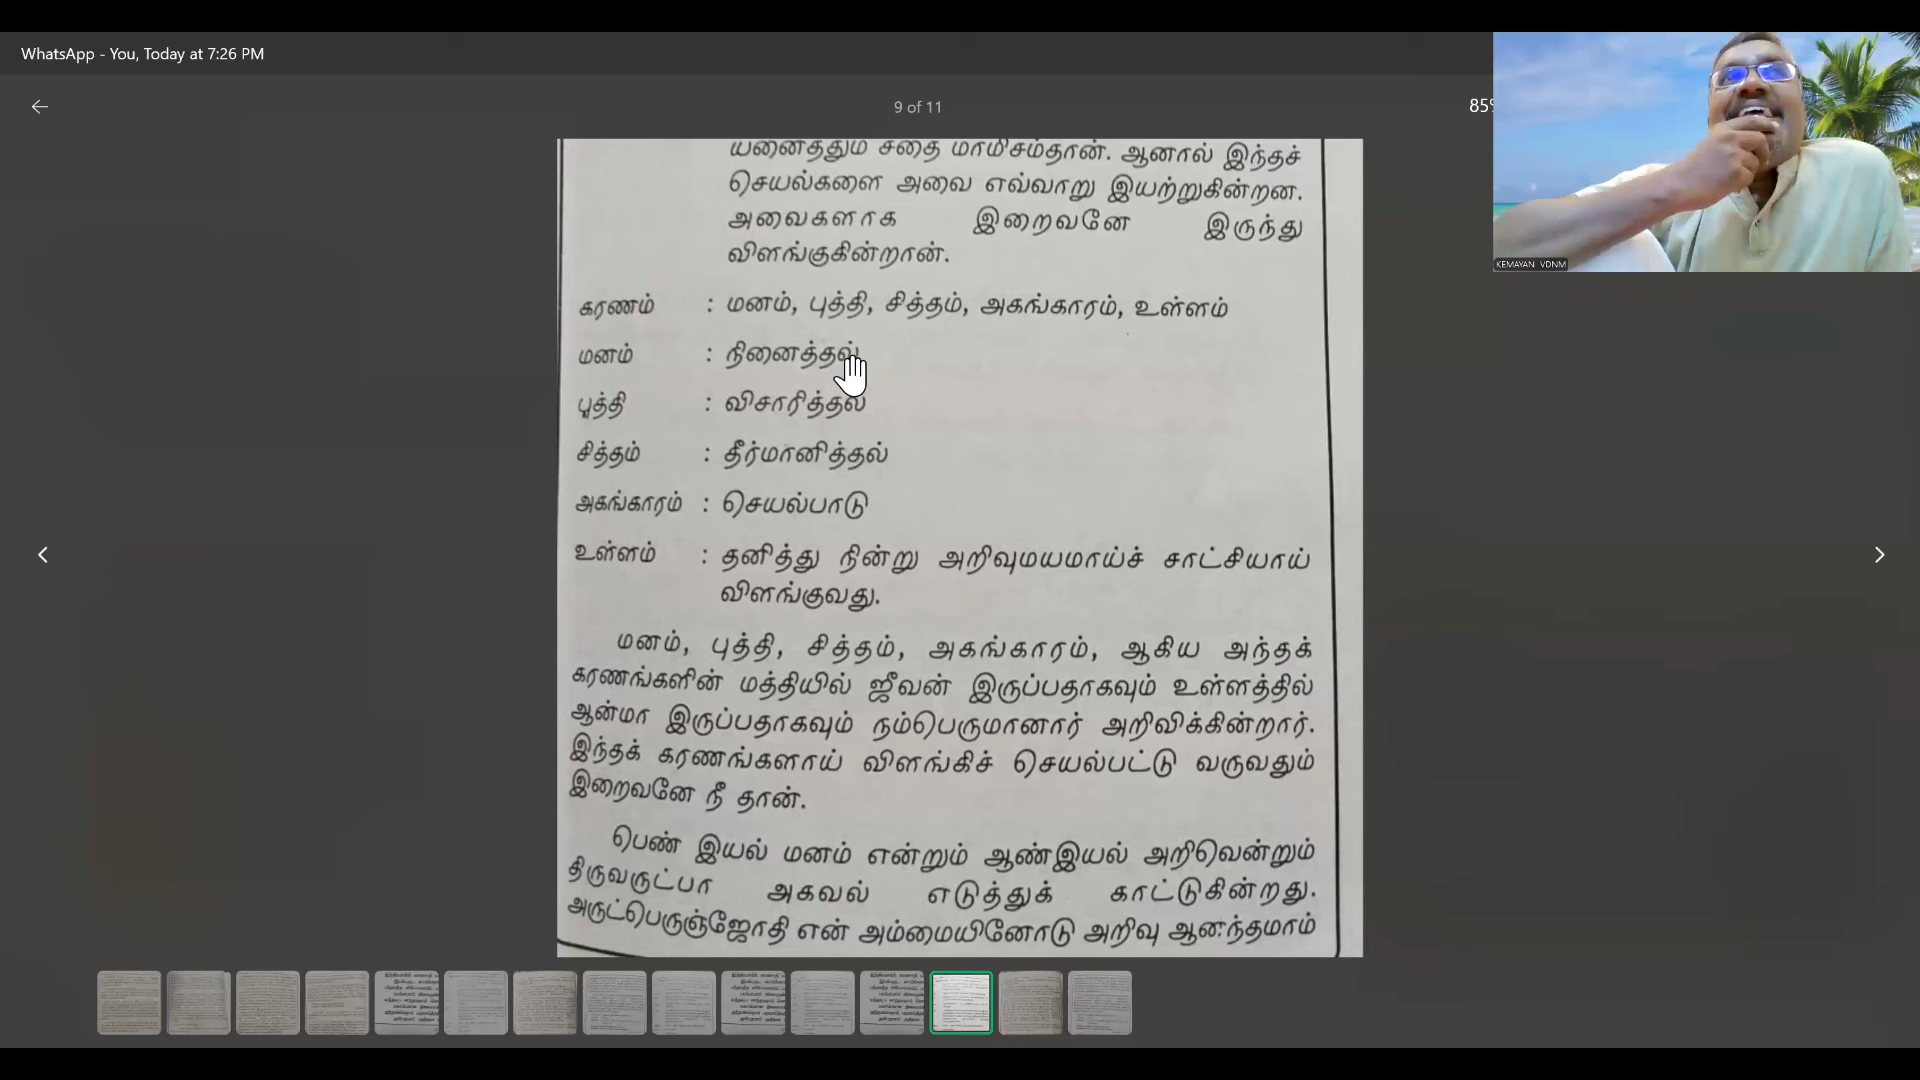 WhatsApp - You, Today at 7:26 PM
9 of 11
85%
KEMAYAN VDNM
யனைத்தும் சதை மாமிசம்தான். ஆனால் இந்தச்
செயல்களை அவை எவ்வாறு இயற்றுகின்றன.
அவைகளாக இறைவனே இருந்து
விளங்குகின்றான்.
கரணம் : மனம், புத்தி, சித்தம், அகங்காரம், உள்ளம்
மனம் : நினைத்தல்
புத்தி : விசாரித்தல்
சித்தம் : தீர்மானித்தல்
அகங்காரம் : செயல்பாடு
உள்ளம் : தனித்து நின்று அறிவுமயமாய்ச் சாட்சியாய்
விளங்குவது.
மனம், புத்தி, சித்தம், அகங்காரம், ஆகிய அந்தக்
கரணங்களின் மத்தியில் ஜீவன் இருப்பதாகவும் உள்ளத்தில்
ஆன்மா இருப்பதாகவும் நம்பெருமானார் அறிவிக்கின்றார்.
இந்தக் கரணங்களாய் விளங்கிச் செயல்பட்டு வருவதும்
இறைவனே நீ தான்.
பெண் இயல் மனம் என்றும் ஆண்இயல் அறிவென்றும்
திருவருட்பா அகவல் எடுத்துக் காட்டுகின்றது.
அருட்பெருஞ்ஜோதி என் அம்மையினோடு அறிவு ஆனந்தமாம்